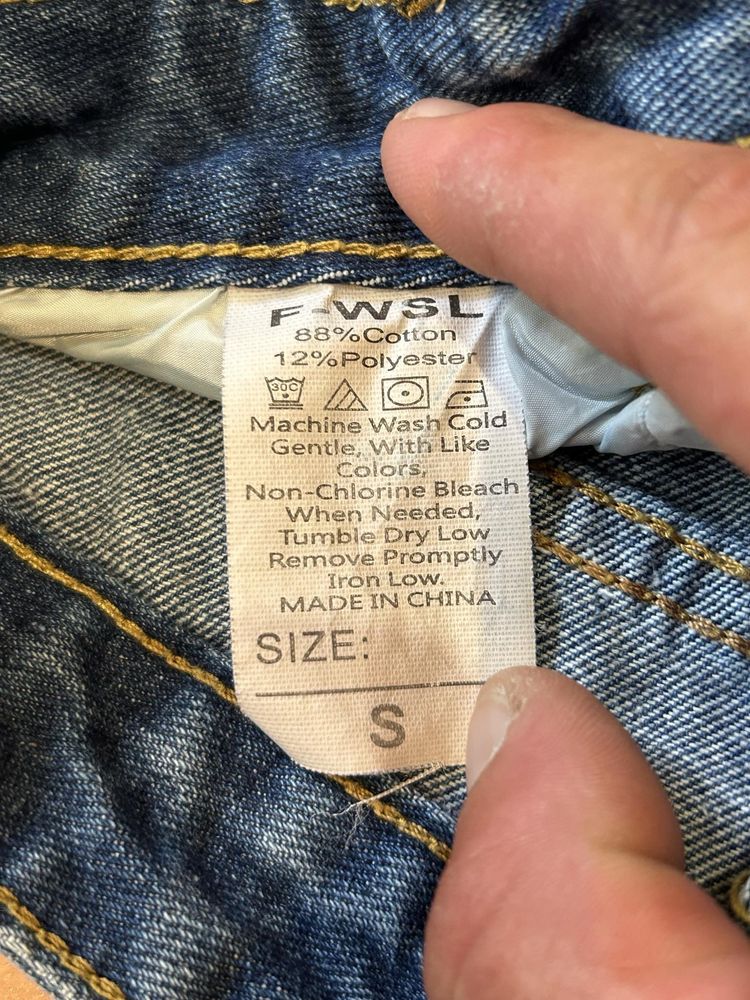 F-WSL
88%Cotton
12%Polyester
30C
Machine Wash Cold
Gentle, With Like
Colors,
Non-Chlorine Bleach
When Needed,
Tumble Dry Low
Remove Promptly
Iron Low.
MADE IN CHINA
SIZE:
S